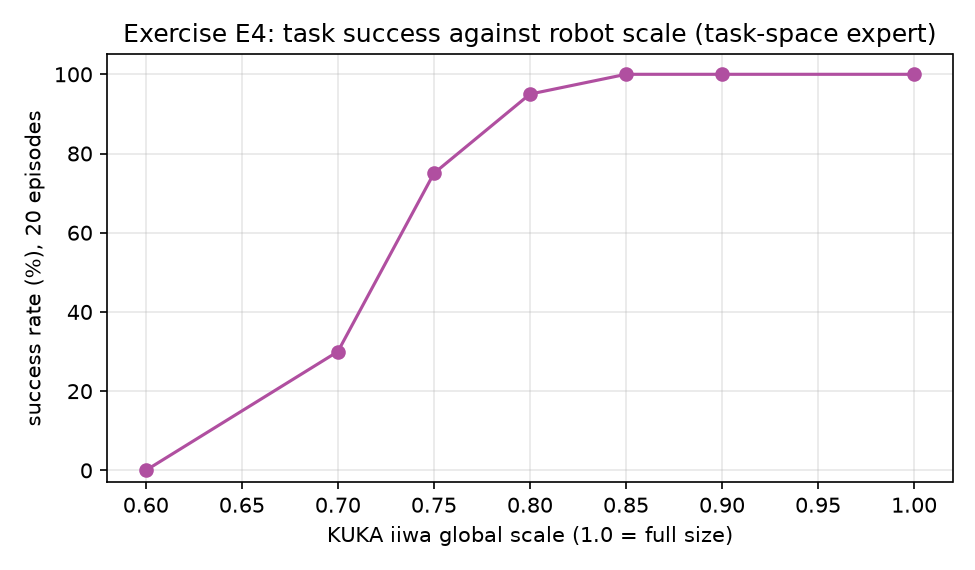 Exercise E4: task success against robot scale (task-space expert)
success rate (%), 20 episodes
100
80
60
40
20
0
0.60 0.65 0.70 0.75 0.80 0.85 0.90 0.95 1.00
KUKA iiwa global scale (1.0 = full size)